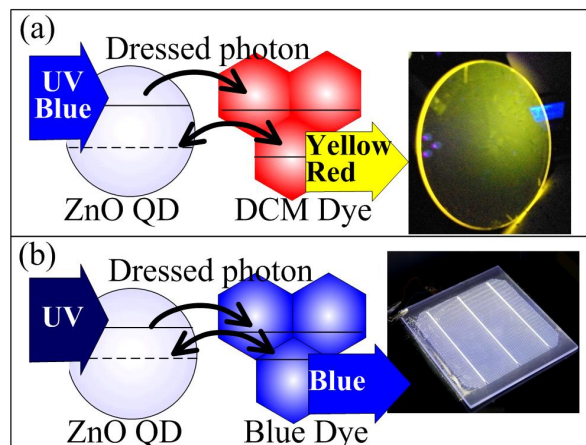 (a)
Dressed photon
UV
Blue
Yellow
Red
ZnO QD
DCM Dye
(b)
Dressed photon
UV
Blue
ZnO QD
Blue Dye